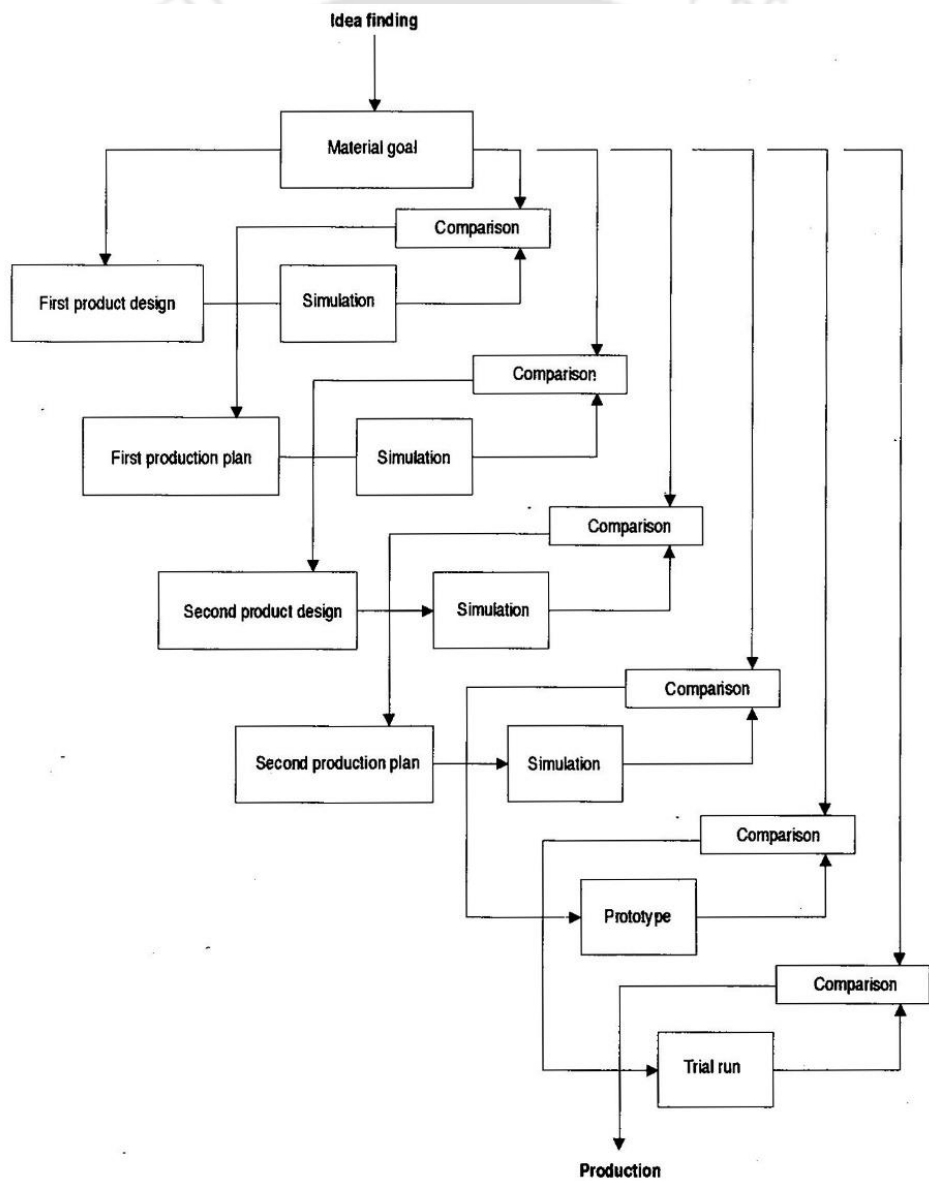 Idea finding
Material goal
Comparison
First product design
Simulation
Comparison
First production plan
Simulation
Comparison
Second product design
Simulation
Comparison
Second production plan
Simulation
Comparison
Prototype
Comparison
Trial run
Production